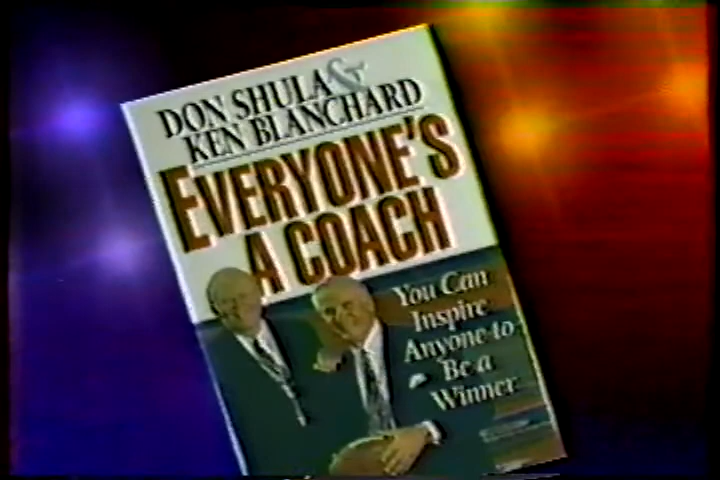 DON SHULA &
KEN BLANCHARD
EVERYONE'S
A COACH
You Can
Inspire
Anyone to
Be a
Winner